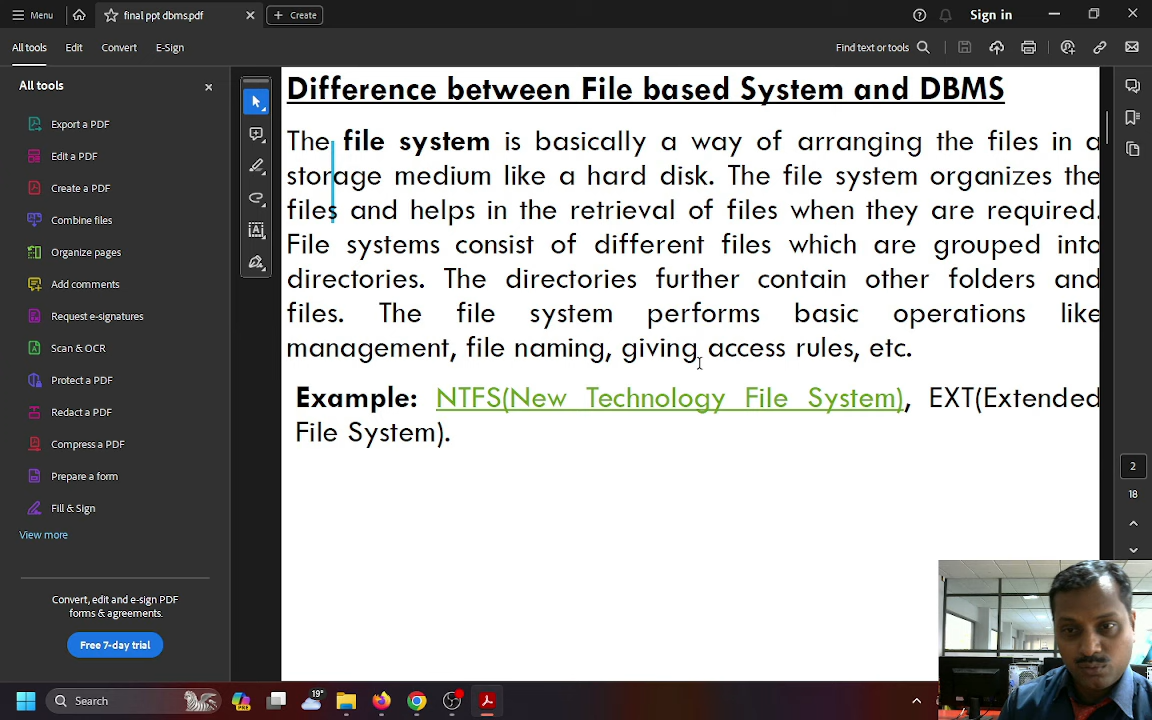 Menu
final ppt dbms.pdf
Create
Sign in
All tools
Edit
Convert
E-Sign
Find text or tools
All tools
Export a PDF
Edit a PDF
Create a PDF
Combine files
Organize pages
Add comments
Request e-signatures
Scan & OCR
Protect a PDF
Redact a PDF
Compress a PDF
Prepare a form
Fill & Sign
View more
Convert, edit and e-sign PDF
forms & agreements.
Free 7-day trial
Difference between File based System and DBMS
The file system is basically a way of arranging the files in a
storage medium like a hard disk. The file system organizes the
files and helps in the retrieval of files when they are required.
File systems consist of different files which are grouped into
directories. The directories further contain other folders and
files. The file system performs basic operations like
management, file naming, giving access rules, etc.
Example: NTFS(New Technology File System), EXT(Extended
File System).
2
18
Search
19°